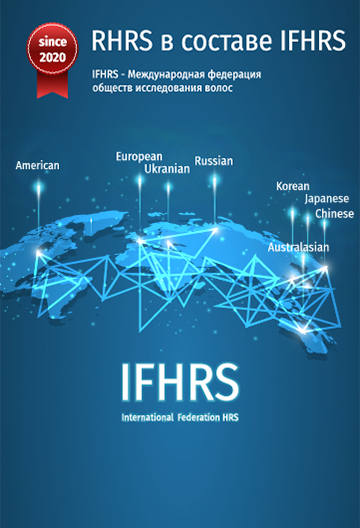 since
2020
RHRS в составе IFHRS
IFHRS - Международная федерация
обществ исследования волос
American
European
Ukranian
Russian
Korean
Japanese
Chinese
Australasian
IFHRS
International Federation HRS